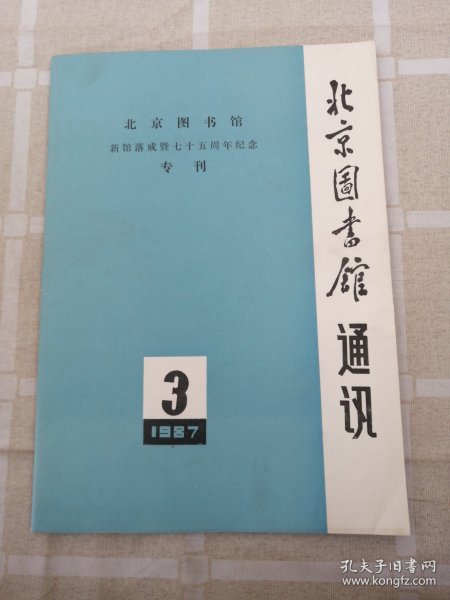 北京图书馆
新馆落成暨七十五周年纪念
专刊
北京圖書館
通讯
3
1987
孔夫子旧书网
www.kongfz.com